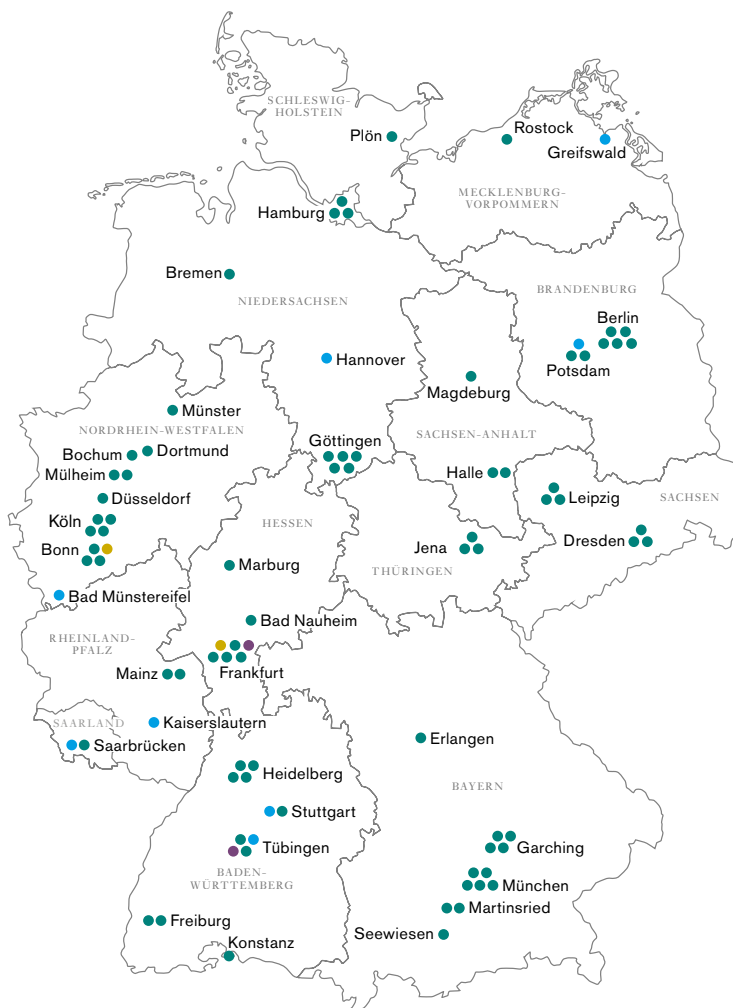 SCHLESWIG-
HOLSTEIN
Plön
Rostock
Greifswald
MECKLENBURG-
VORPOMMERN
Hamburg
Bremen
NIEDERSACHSEN
BRANDENBURG
Berlin
Potsdam
Hannover
Magdeburg
Münster
NORDRHEIN-WESTFALEN
Bochum
Dortmund
Göttingen
SACHSEN-ANHALT
Mülheim
Halle
Düsseldorf
Leipzig
SACHSEN
Köln
HESSEN
Bonn
Jena
Dresden
Marburg
THÜRINGEN
Bad Münstereifel
Bad Nauheim
RHEINLAND-
PFALZ
Mainz
Frankfurt
SAARLAND
Kaiserslautern
Saarbrücken
Erlangen
Heidelberg
BAYERN
Stuttgart
Tübingen
Garching
BADEN-
WÜRTTEMBERG
München
Martinsried
Freiburg
Seewiesen
Konstanz